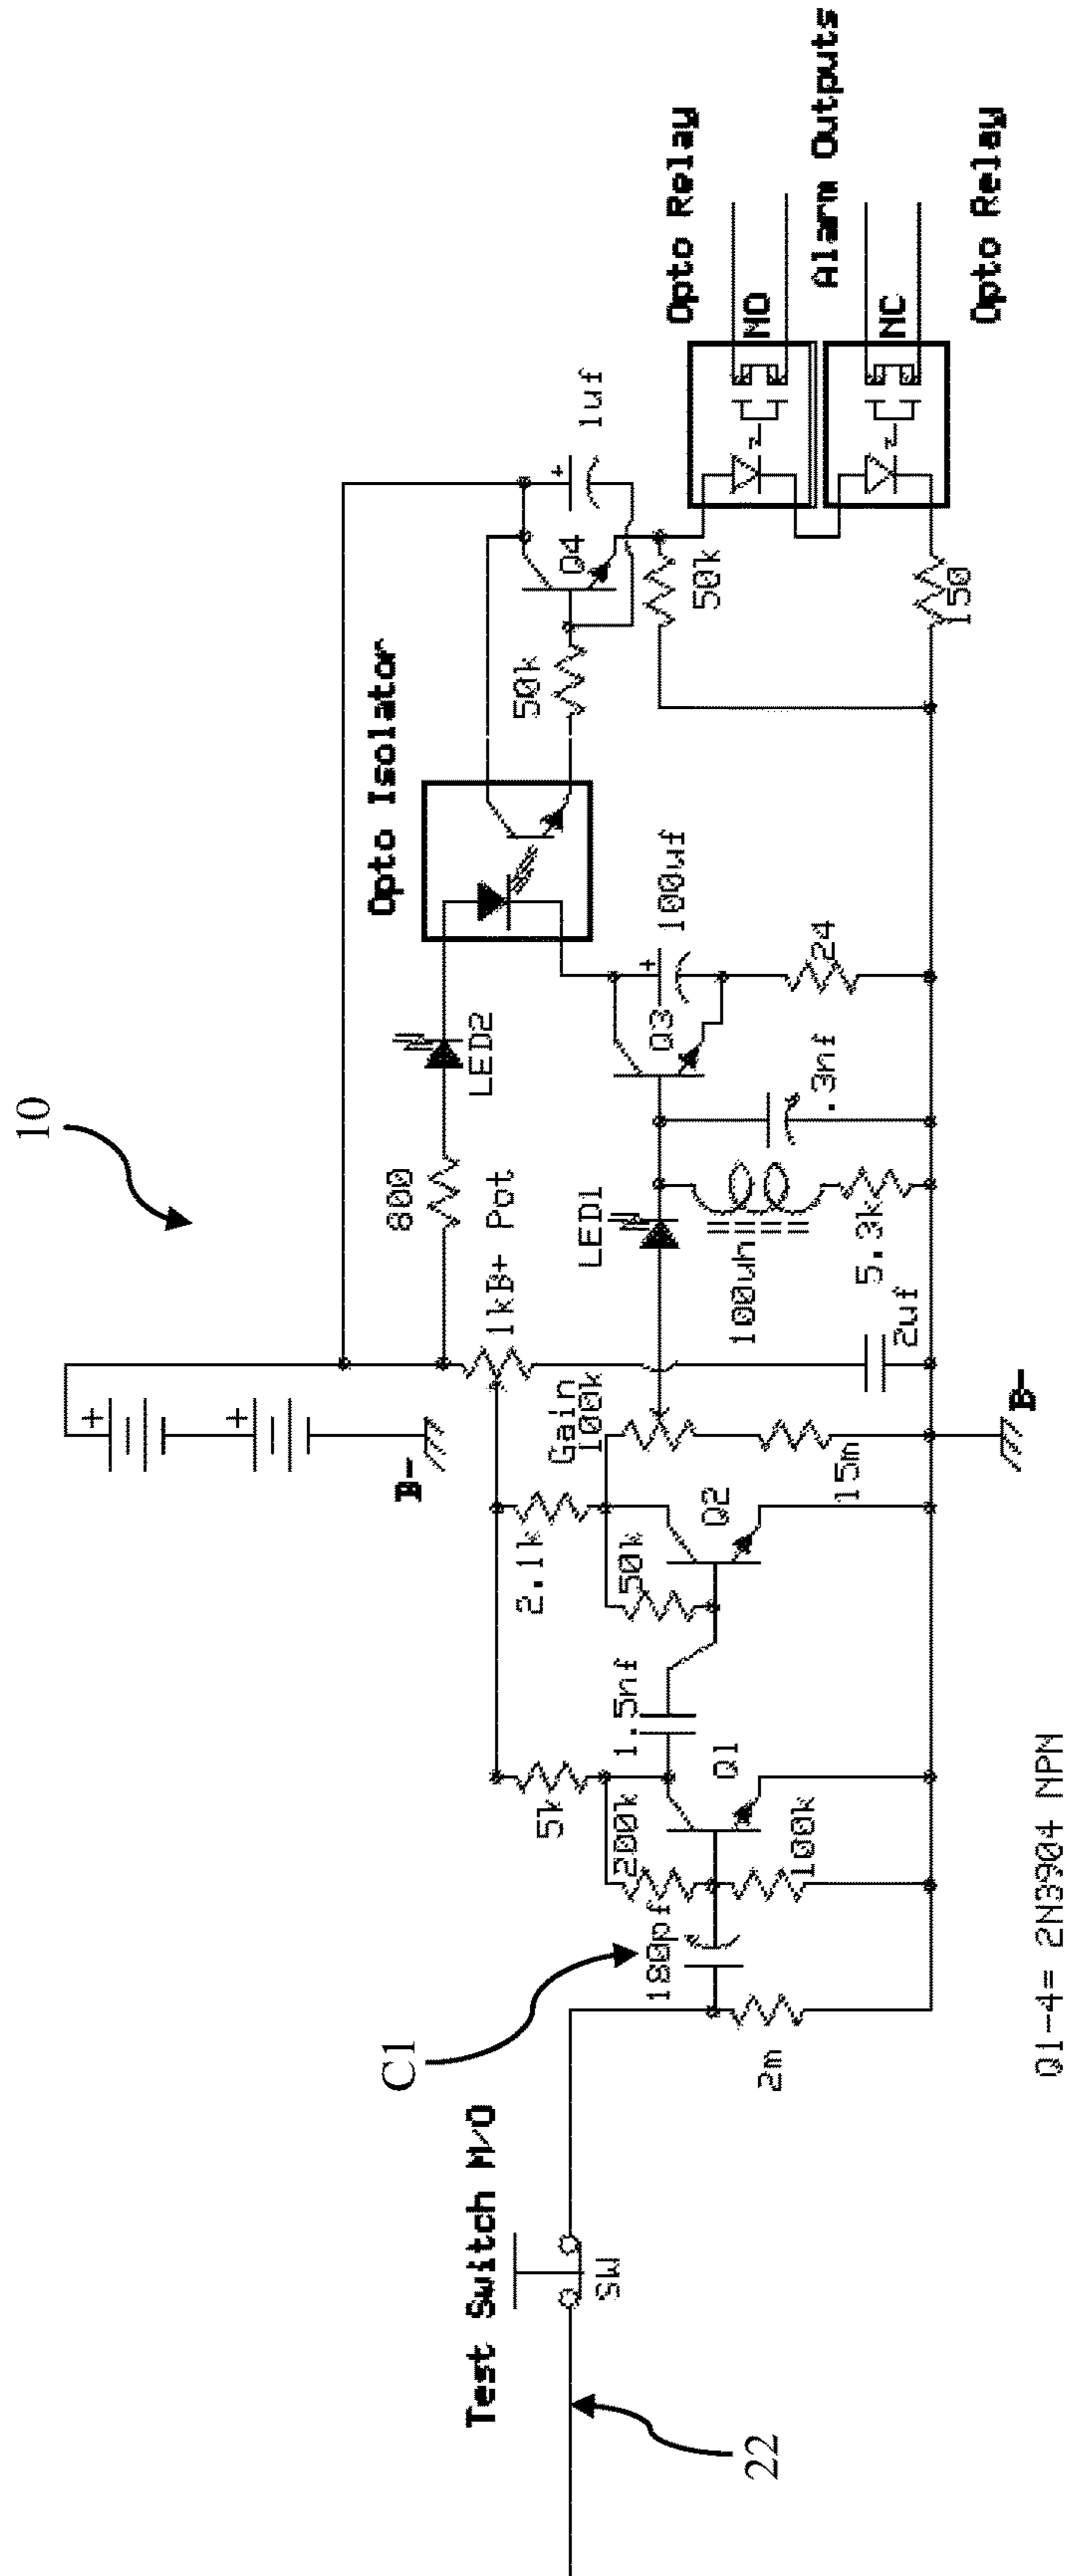 10
C1
22
Test Switch N/O
SW
180pf
2m
200k
100k
5k
Q1
1.5nf
50k
2.1k
Q2
Gain
100k
15m
B-
B-
1kB+ Pot
2uf
LED1
100uh
5.3k
.3nf
800
LED2
Q3
100uf
24
Opto Isolator
50k
Q4
1uf
50k
150
Opto Relay
NO
Alarm Outputs
NC
Opto Relay
Q1-4= 2N3904 NPN